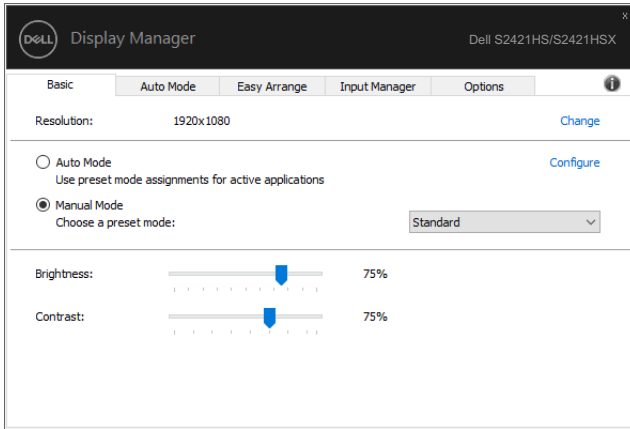 x
DELL Display Manager Dell S2421HS/S2421HSX
Basic Auto Mode Easy Arrange Input Manager Options
Resolution: 1920x1080 Change
Auto Mode Configure
Use preset mode assignments for active applications
Manual Mode
Choose a preset mode: Standard
Brightness: 75%
Contrast: 75%